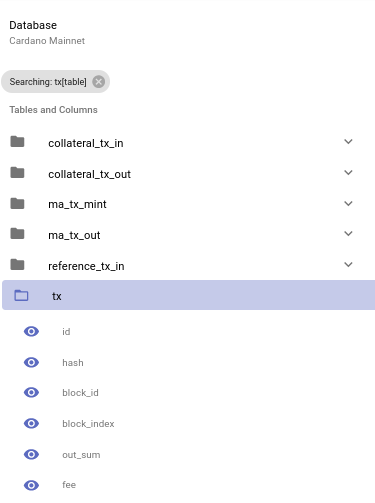 Database
Cardano Mainnet
Searching: tx[table]
Tables and Columns
collateral_tx_in
collateral_tx_out
ma_tx_mint
ma_tx_out
reference_tx_in
tx
id
hash
block_id
block_index
out_sum
fee